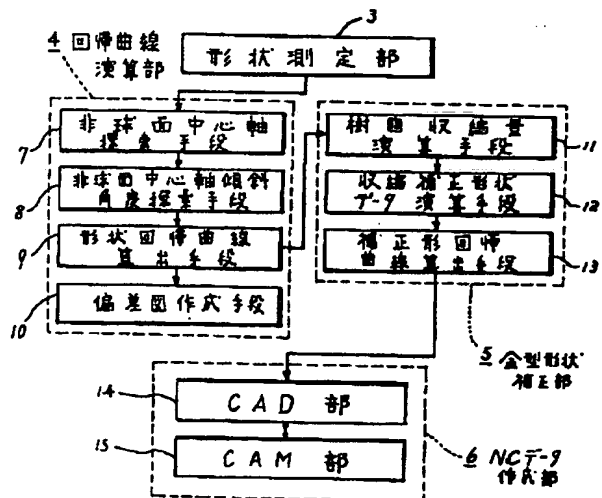 3
形状測定部
4 回帰曲線
演算部
7
非球面中心軸
探索手段
8
非球面中心軸傾斜
角度探索手段
9
形状回帰曲線
算出手段
10
偏差図作成手段
樹脂収縮量
演算手段
11
収縮補正形状
データ演算手段
12
補正形回帰
曲線算出手段
13
5 金型形状
補正部
14
CAD部
15
CAM部
6 NCデータ
作成部